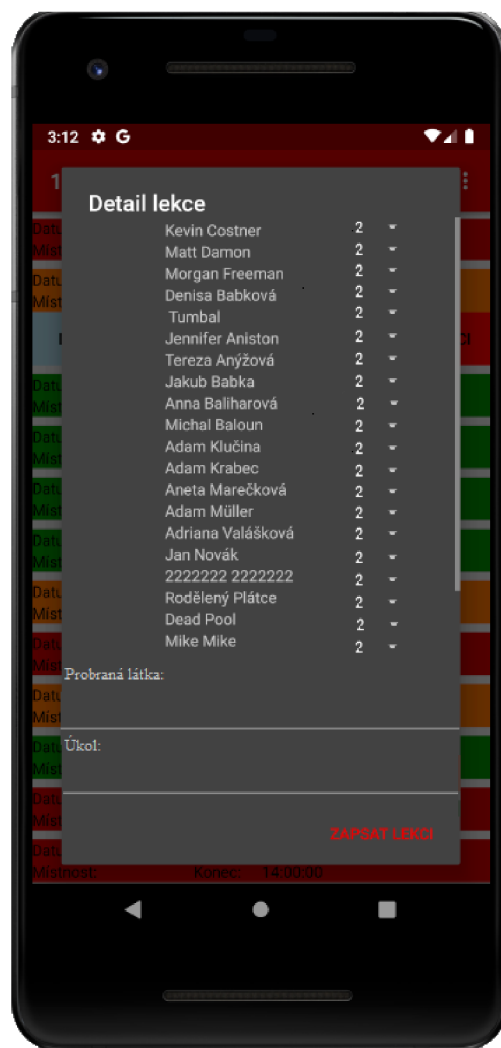 3:12 G
1
Detail lekce
Kevin Costner 2
Matt Damon 2
Morgan Freeman 2
Denisa Babková 2
Tumbal 2
Jennifer Aniston 2
Tereza Anýžová 2
Jakub Babka 2
Anna Baliharová 2
Michal Baloun 2
Adam Klučina 2
Adam Krabec 2
Aneta Marečková 2
Adam Müller 2
Adriana Valášková 2
Jan Novák 2
2222222 2222222 2
Rodělený Plátce 2
Dead Pool 2
Mike Mike 2
Probraná látka:
Úkol:
ZAPSAT LEKCI
Místnost: Konec: 14:00:00